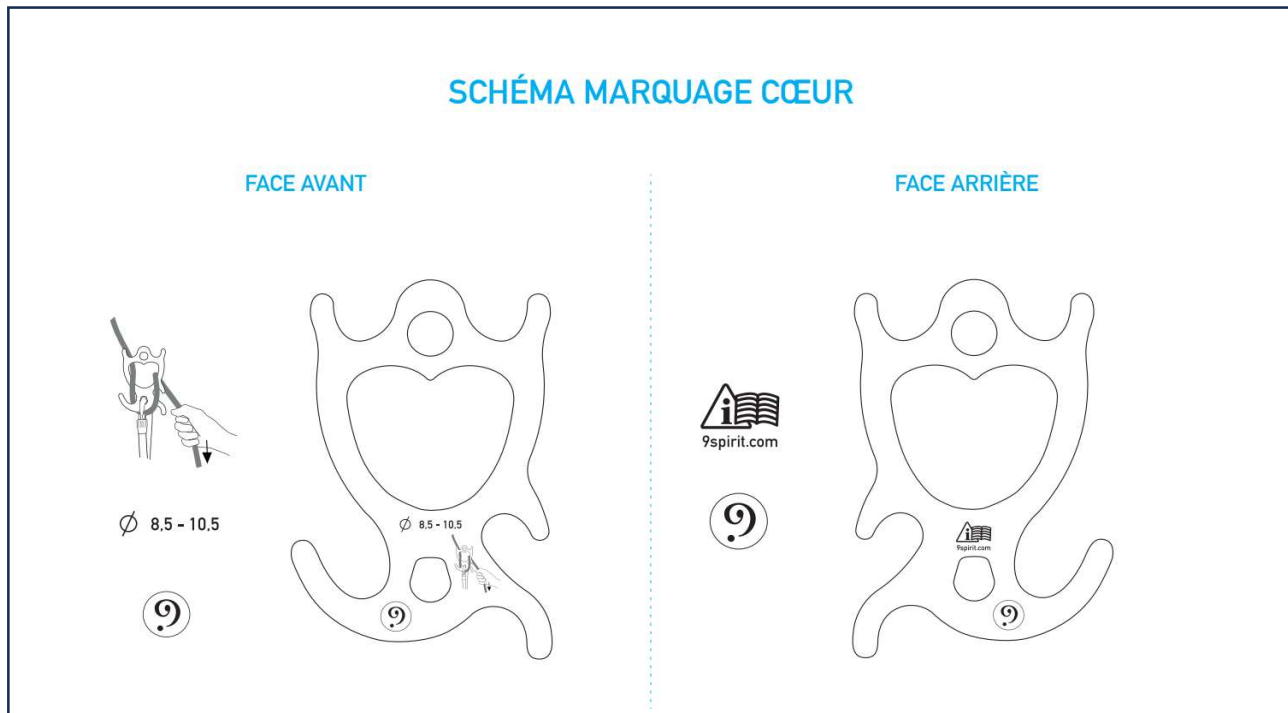 SCHÉMA MARQUAGE CŒUR
FACE AVANT
Ø 8,5 - 10,5
Ø 8,5 - 10,5
FACE ARRIÈRE
i
9spirit.com
i
9spirit.com